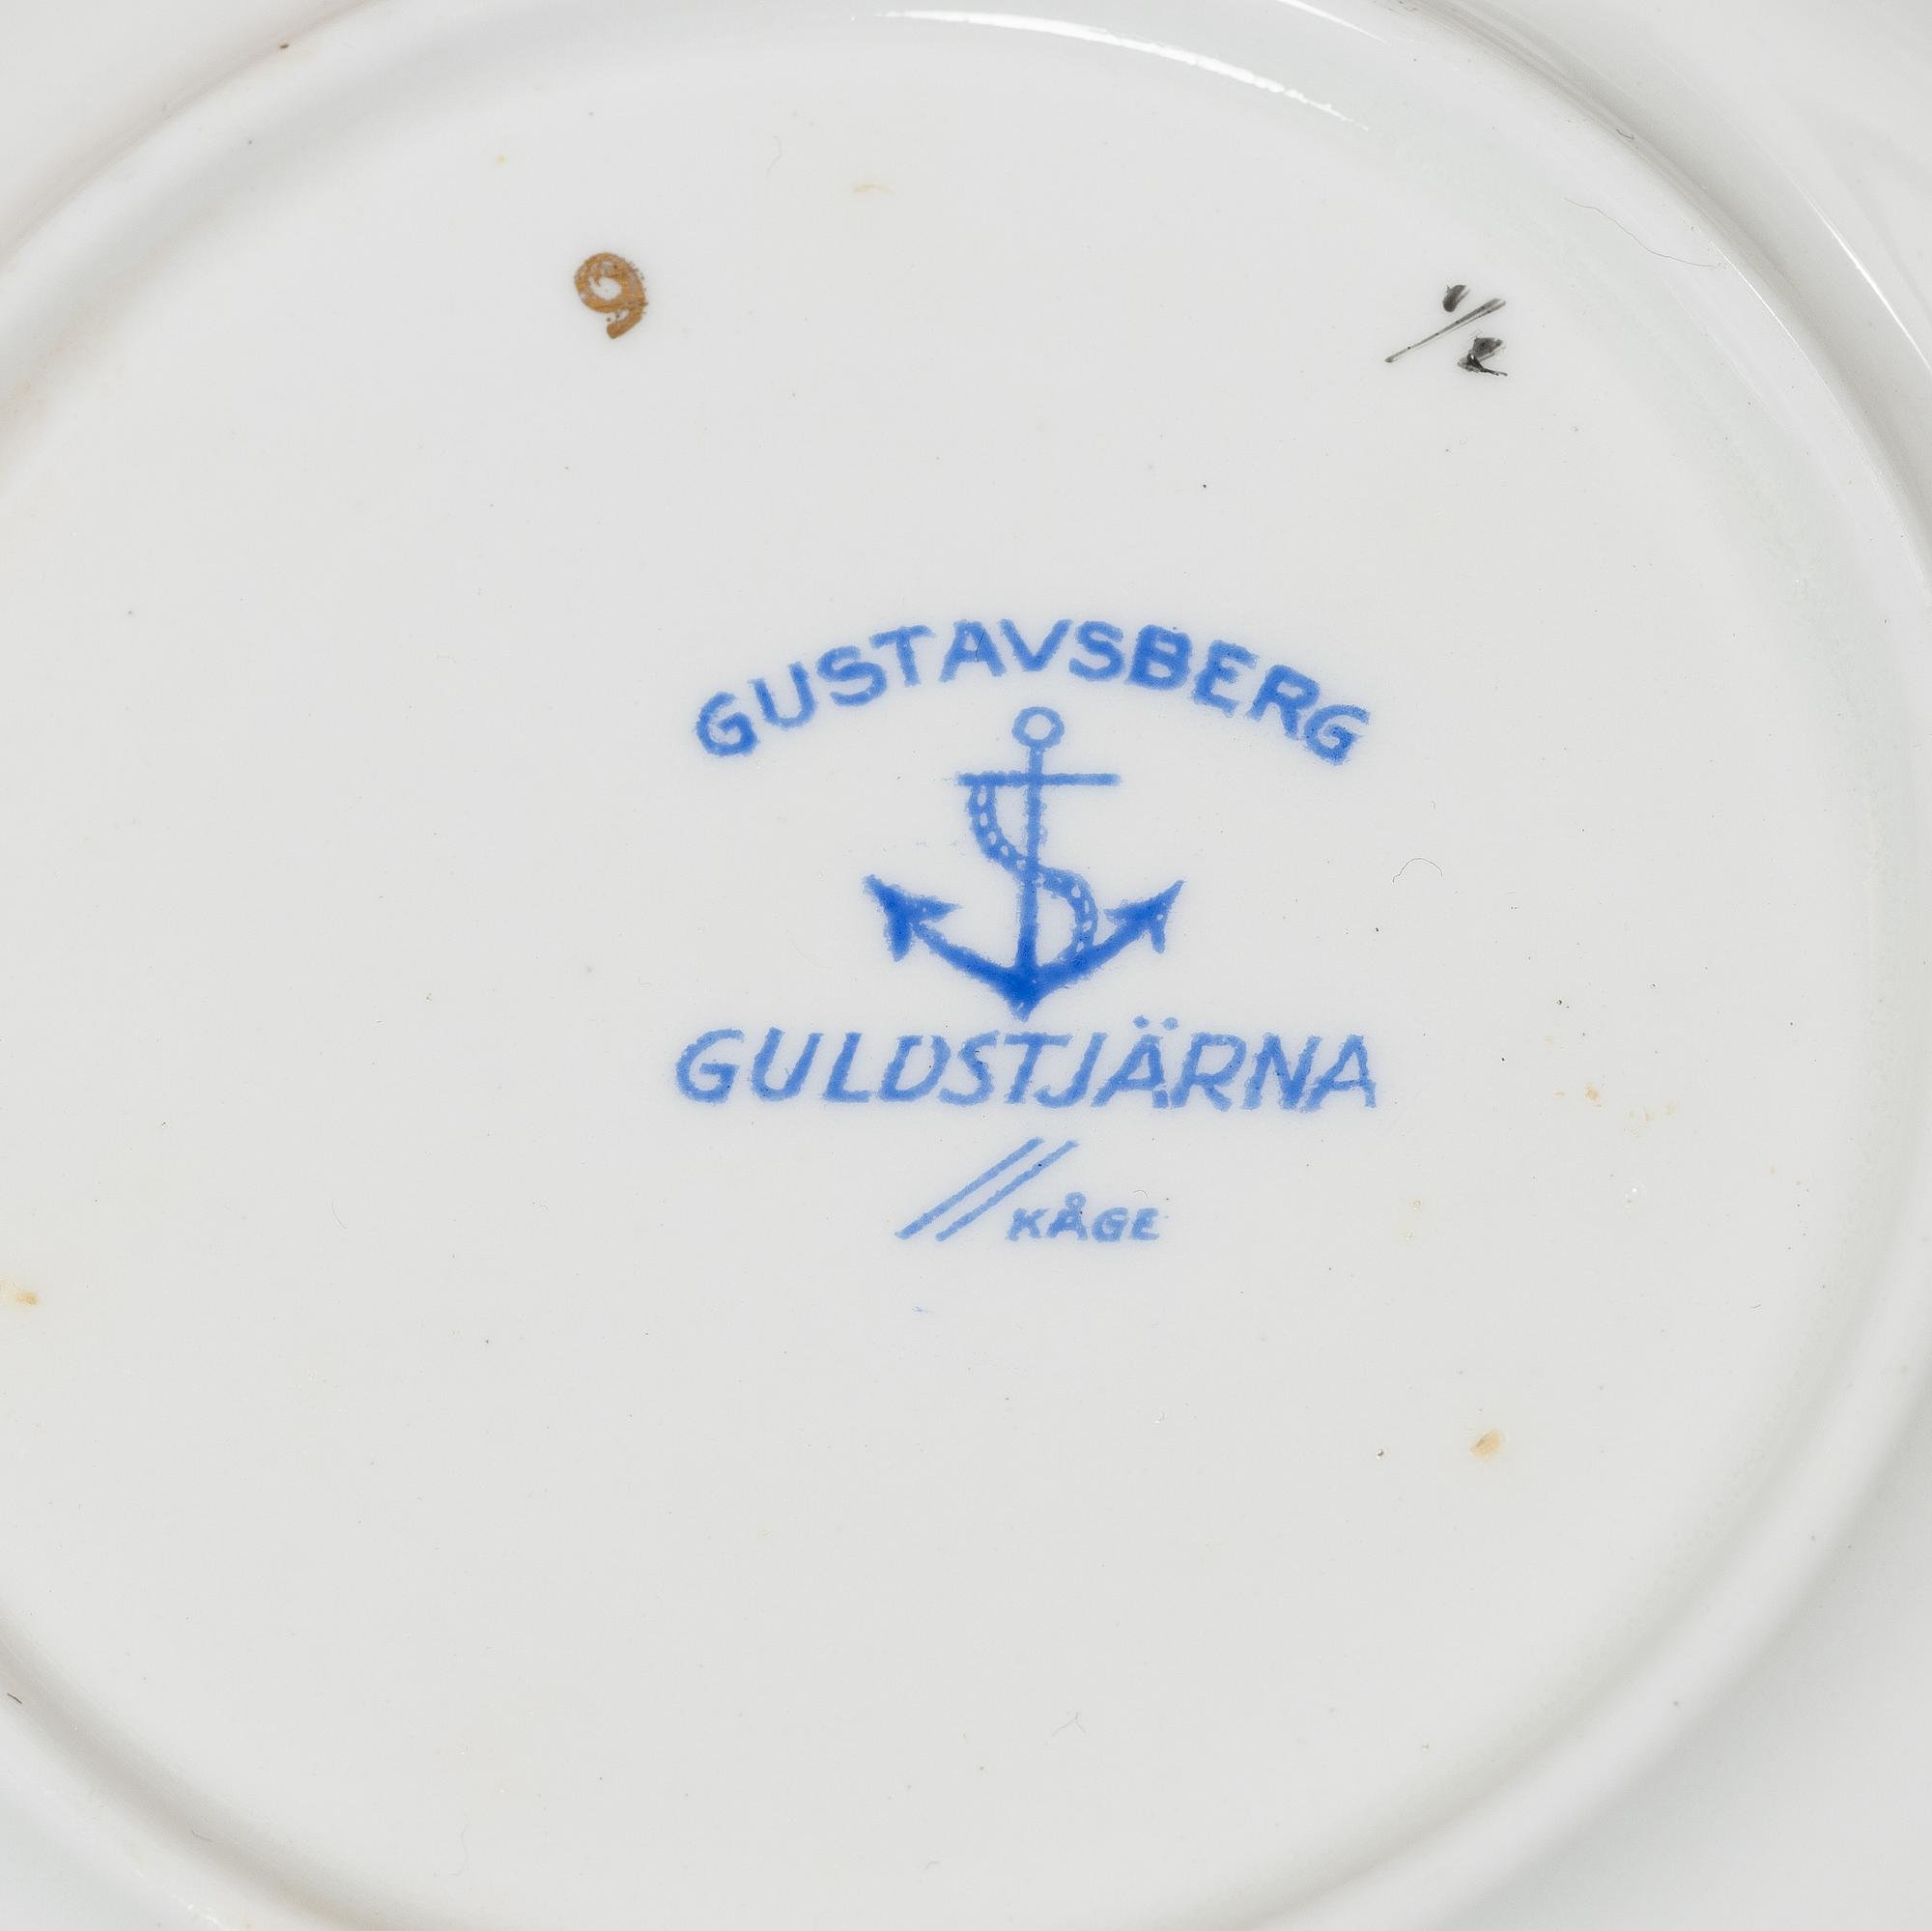 9
GUSTAVSBERG
GULDSTJÄRNA
// KÅGE